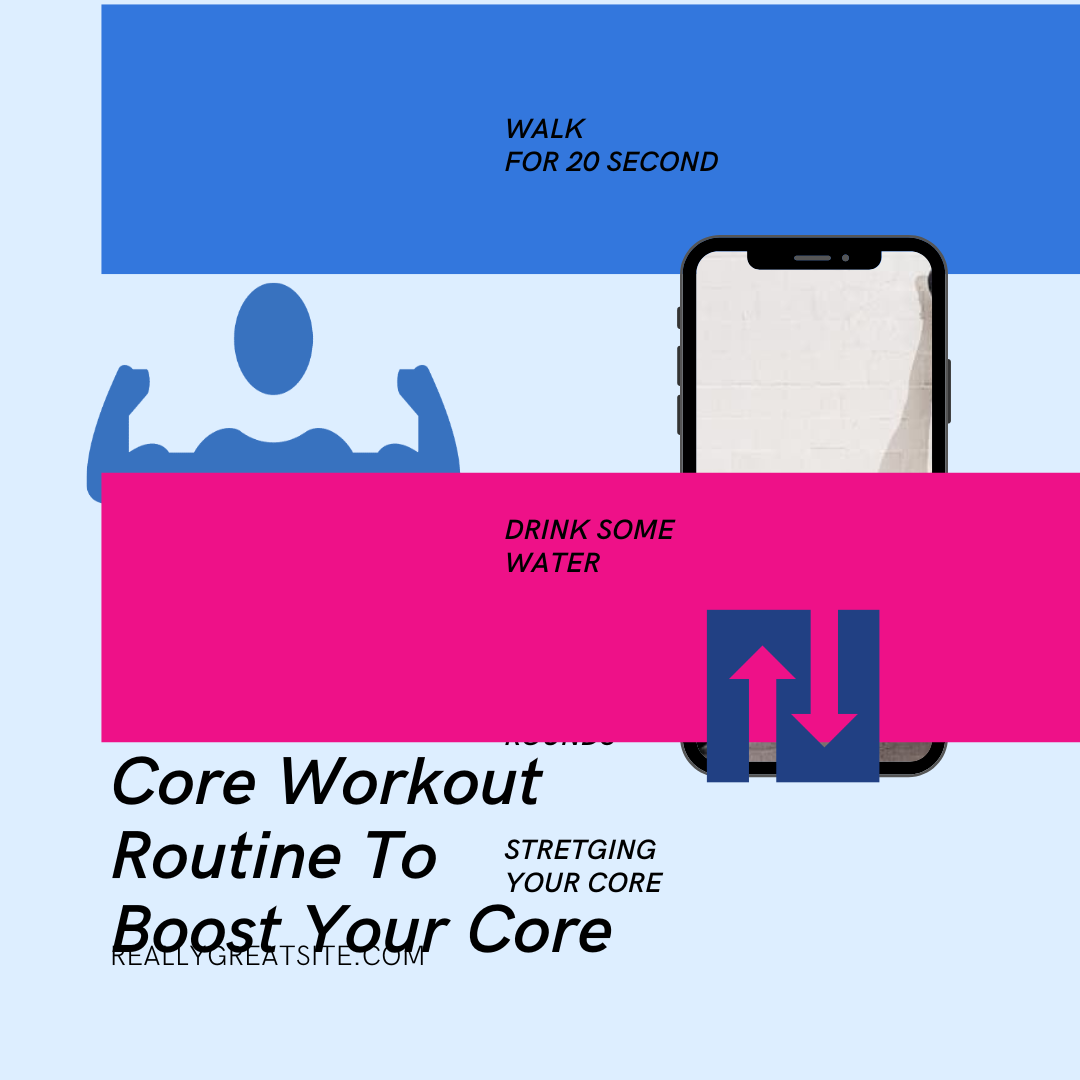 WALK
FOR 20 SECOND
DRINK SOME
WATER
Core Workout
Routine To
Boost Your Core
STRETGING
YOUR CORE
REALLYGREATSITE.COM